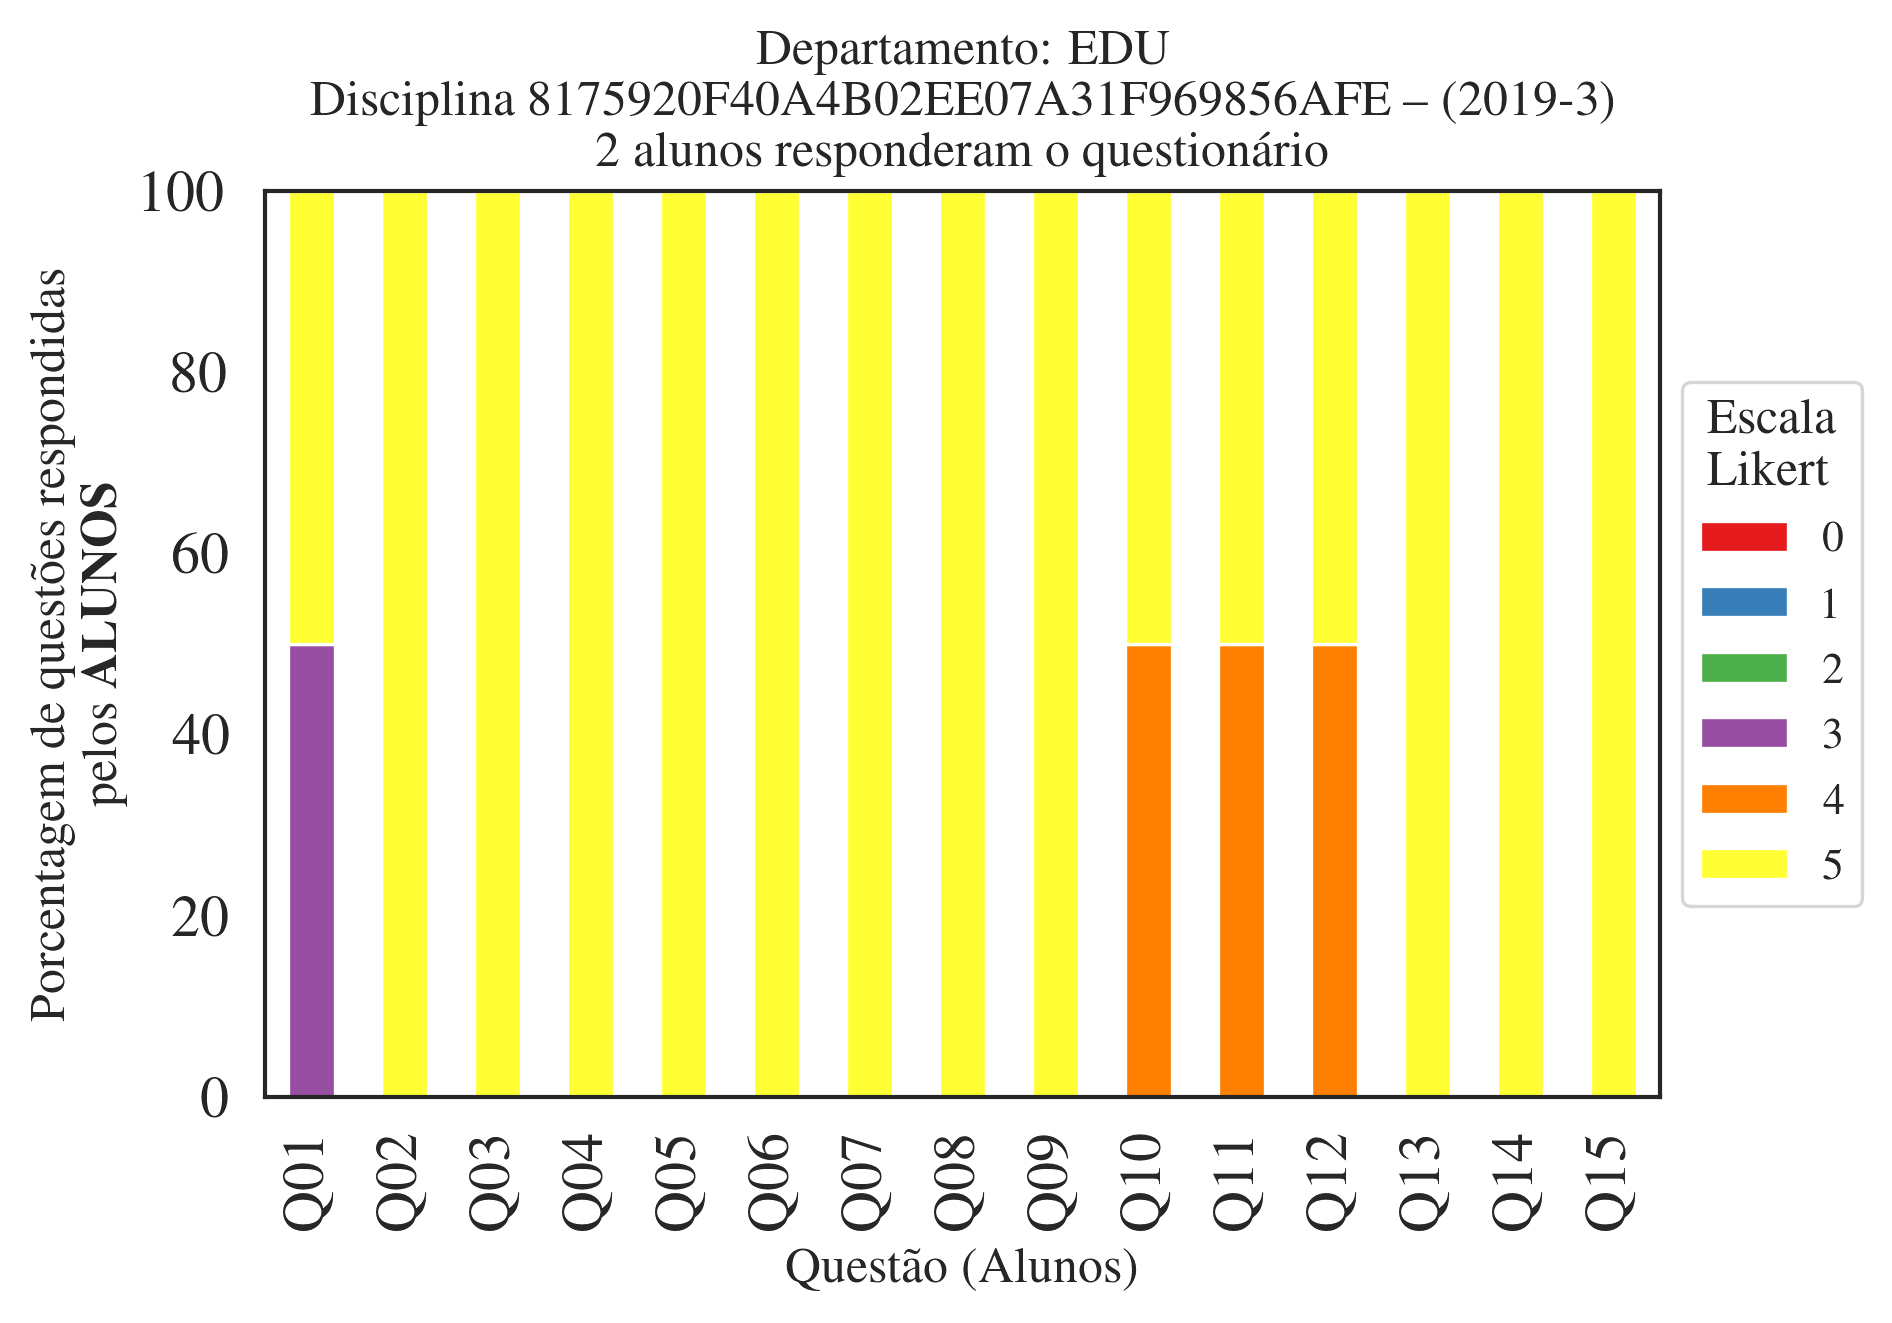 Departamento: EDU
Disciplina 8175920F40A4B02EE07A31F969856AFE – (2019-3)
2 alunos responderam o questionário
100
80
60
40
20
0
Porcentagem de questões respondidas
pelos ALUNOS
Q01
Q02
Q03
Q04
Q05
Q06
Q07
Q08
Q09
Q10
Q11
Q12
Q13
Q14
Q15
Questão (Alunos)
Escala
Likert
0
1
2
3
4
5